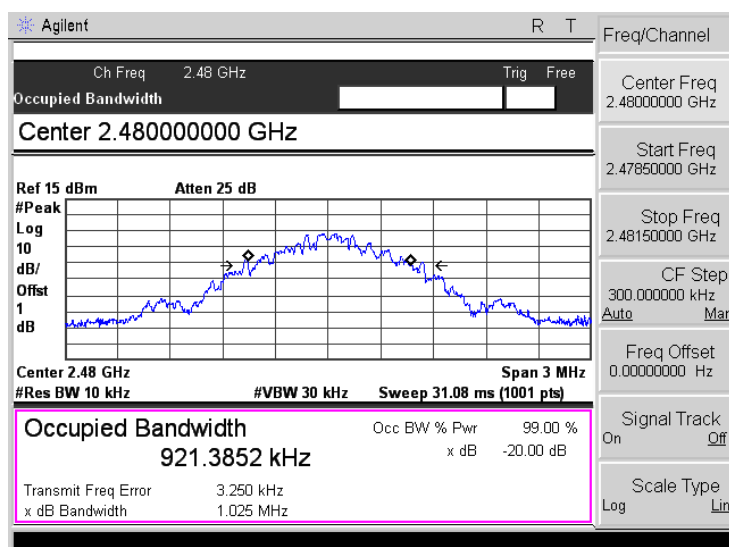 Agilent R T
Freq/Channel
Ch Freq 2.48 GHz Trig Free
Occupied Bandwidth
Center 2.480000000 GHz
Ref 15 dBm Atten 25 dB
#Peak
Log
10
dB/
Offst
1
dB
Center 2.48 GHz Span 3 MHz
#Res BW 10 kHz #VBW 30 kHz Sweep 31.08 ms (1001 pts)
Occupied Bandwidth Occ BW % Pwr 99.00 %
921.3852 kHz x dB -20.00 dB
Transmit Freq Error 3.250 kHz
x dB Bandwidth 1.025 MHz
Center Freq
2.48000000 GHz
Start Freq
2.47850000 GHz
Stop Freq
2.48150000 GHz
CF Step
300.000000 kHz
Auto Mar
Freq Offset
0.00000000 Hz
Signal Track
On Off
Scale Type
Log Lin